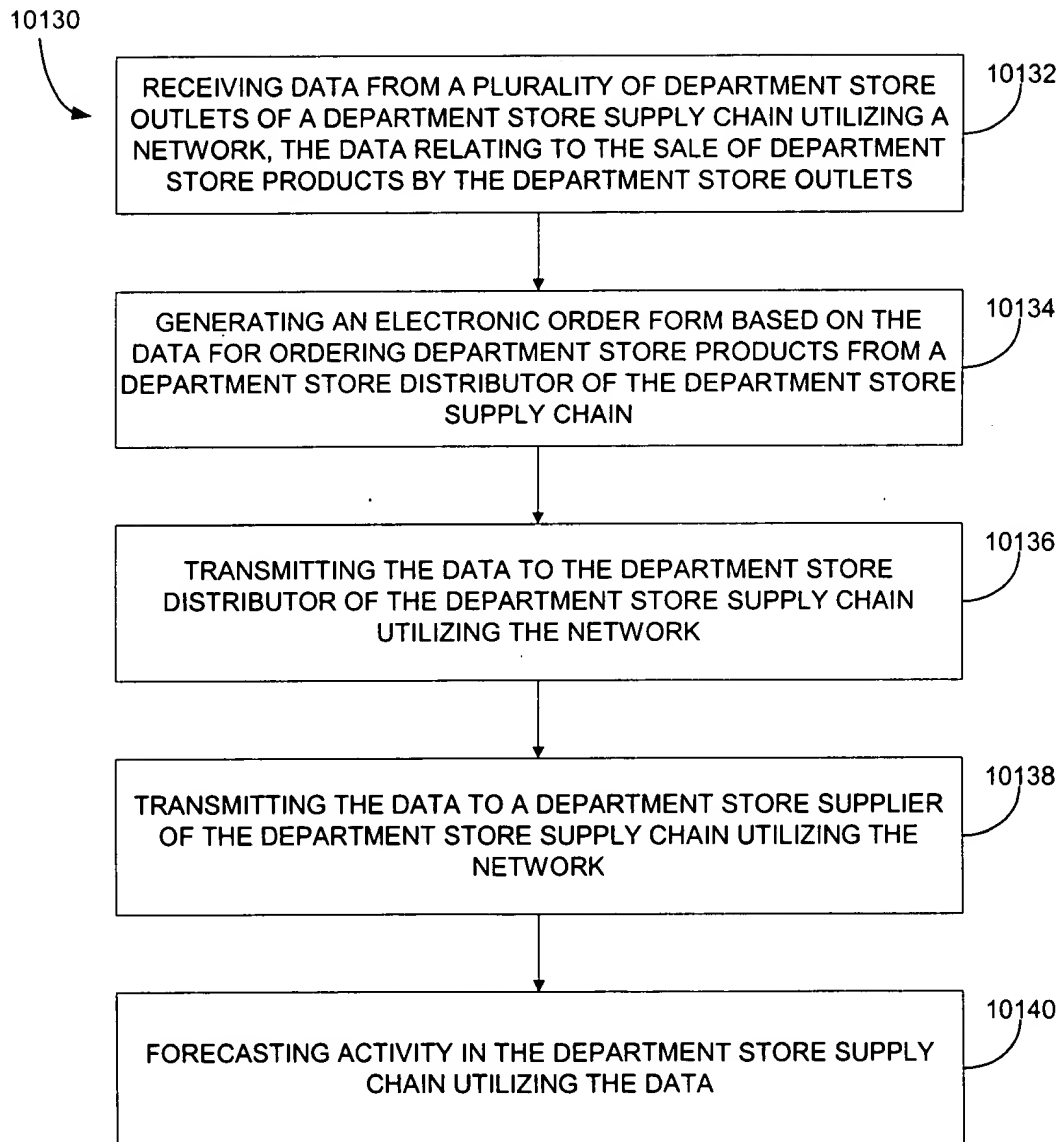 10130
10132
RECEIVING DATA FROM A PLURALITY OF DEPARTMENT STORE
OUTLETS OF A DEPARTMENT STORE SUPPLY CHAIN UTILIZING A
NETWORK, THE DATA RELATING TO THE SALE OF DEPARTMENT
STORE PRODUCTS BY THE DEPARTMENT STORE OUTLETS
10134
GENERATING AN ELECTRONIC ORDER FORM BASED ON THE
DATA FOR ORDERING DEPARTMENT STORE PRODUCTS FROM A
DEPARTMENT STORE DISTRIBUTOR OF THE DEPARTMENT STORE
SUPPLY CHAIN
10136
TRANSMITTING THE DATA TO THE DEPARTMENT STORE
DISTRIBUTOR OF THE DEPARTMENT STORE SUPPLY CHAIN
UTILIZING THE NETWORK
10138
TRANSMITTING THE DATA TO A DEPARTMENT STORE SUPPLIER
OF THE DEPARTMENT STORE SUPPLY CHAIN UTILIZING THE
NETWORK
10140
FORECASTING ACTIVITY IN THE DEPARTMENT STORE SUPPLY
CHAIN UTILIZING THE DATA